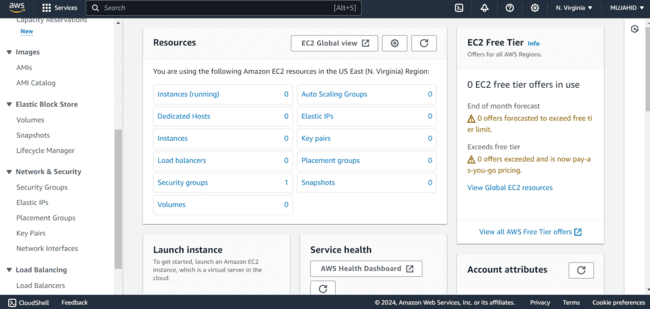 aws
Services
Search
[Alt+S]
N. Virginia
MUJAHID
Capacity Reservations
New
Images
AMIs
AMI Catalog
Elastic Block Store
Volumes
Snapshots
Lifecycle Manager
Network & Security
Security Groups
Elastic IPs
Placement Groups
Key Pairs
Network Interfaces
Load Balancing
Load Balancers
Resources
EC2 Global view
You are using the following Amazon EC2 resources in the US East (N. Virginia) Region:
Instances (running) 0
Auto Scaling Groups 0
Dedicated Hosts 0
Elastic IPs 0
Instances 0
Key pairs 0
Load balancers 0
Placement groups 0
Security groups 1
Snapshots 0
Volumes 0
Launch instance
To get started, launch an Amazon EC2
instance, which is a virtual server in the
cloud.
Service health
AWS Health Dashboard
EC2 Free Tier Info
Offers for all AWS Regions.
0 EC2 free tier offers in use
End of month forecast
0 offers forecasted to exceed free ti
er limit.
Exceeds free tier
0 offers exceeded and is now pay-a
s-you-go pricing.
View Global EC2 resources
View all AWS Free Tier offers
Account attributes
CloudShell
Feedback
© 2024, Amazon Web Services, Inc. or its affiliates.
Privacy
Terms
Cookie preferences